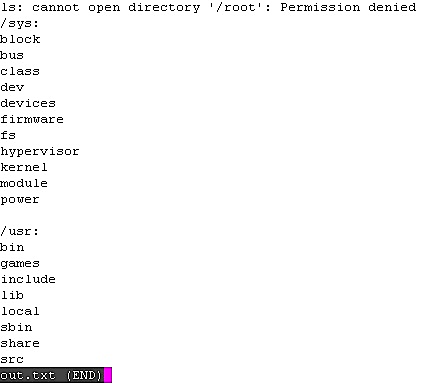 ls: cannot open directory '/root': Permission denied
/sys:
block
bus
class
dev
devices
firmware
fs
hypervisor
kernel
module
power

/usr:
bin
games
include
lib
local
sbin
share
src
out.txt (END)